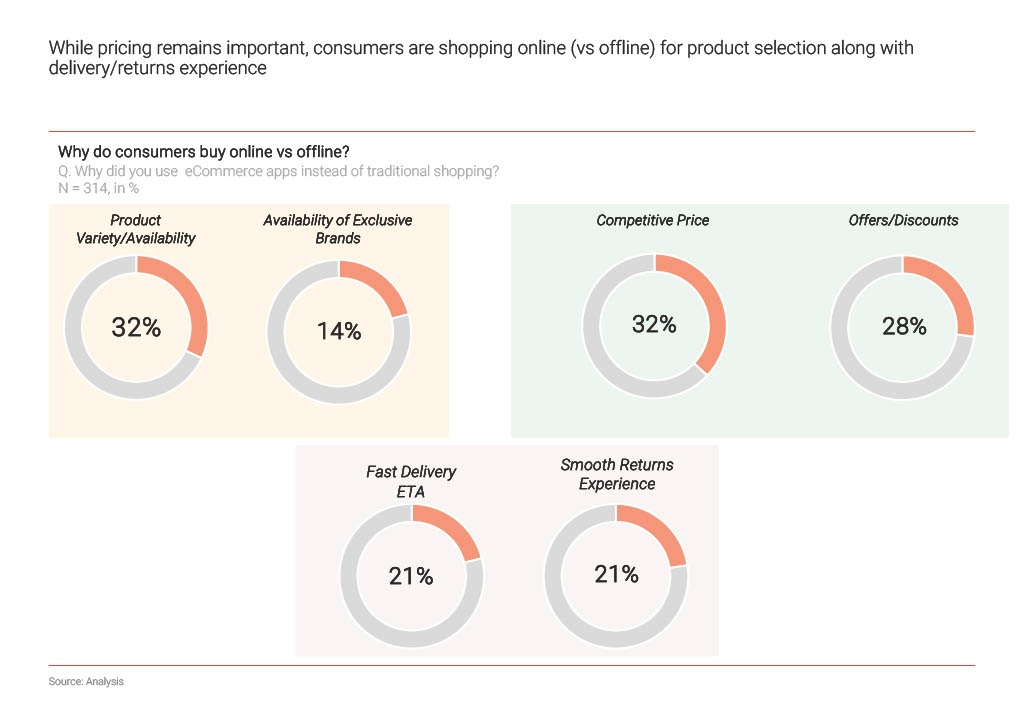 While pricing remains important, consumers are shopping online (vs offline) for product selection along with
delivery/returns experience
Why do consumers buy online vs offline?
Q. Why did you use eCommerce apps instead of traditional shopping?
N = 314, in %
Product
Variety/Availability
32%
Availability of Exclusive
Brands
14%
Competitive Price
32%
Offers/Discounts
28%
Fast Delivery
ETA
21%
Smooth Returns
Experience
21%
Source: Analysis